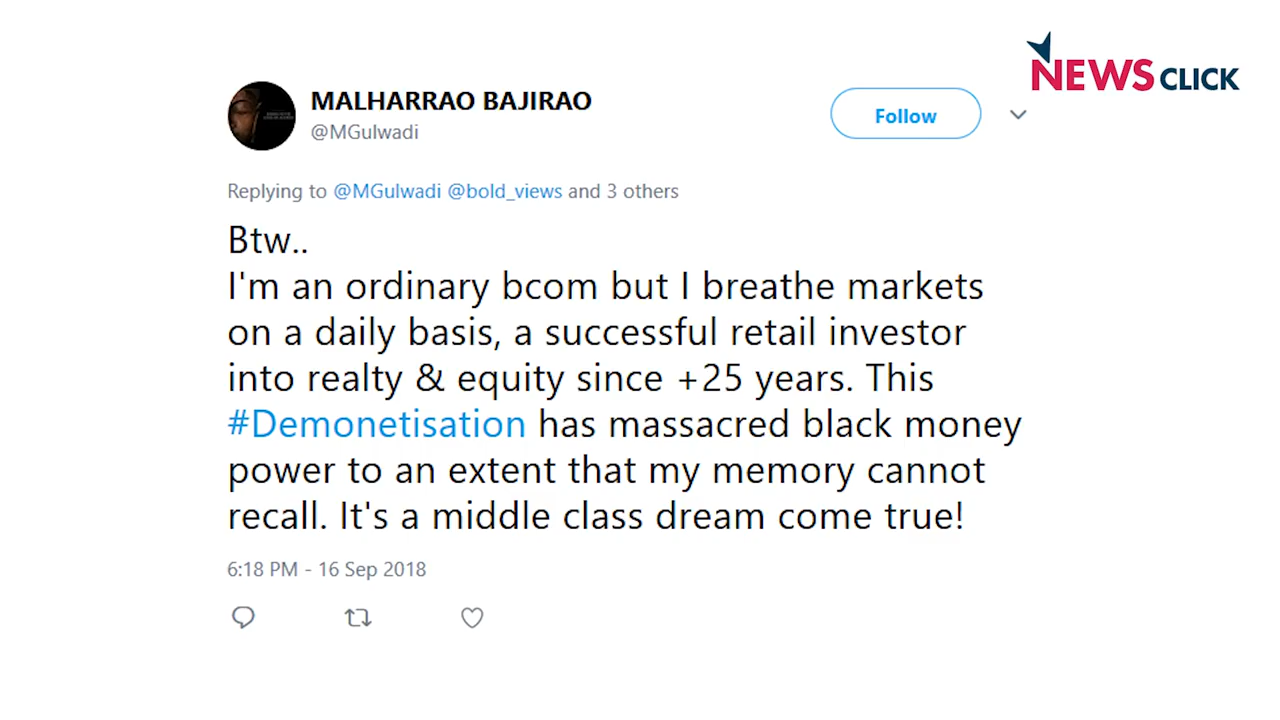 NEWS CLICK
MALHARRAO BAJIRAO
@MGulwadi
Follow
Replying to @MGulwadi @bold_views and 3 others
Btw..
I'm an ordinary bcom but I breathe markets
on a daily basis, a successful retail investor
into realty & equity since +25 years. This
#Demonetisation has massacred black money
power to an extent that my memory cannot
recall. It's a middle class dream come true!
6:18 PM - 16 Sep 2018